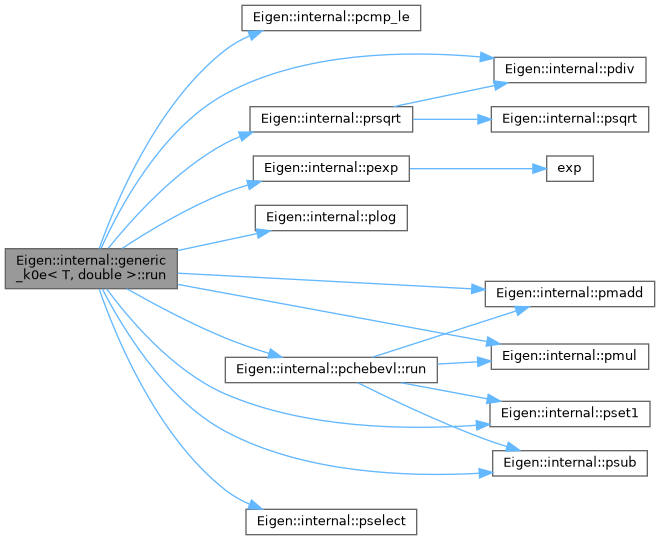 Eigen::internal::pcmp_le
Eigen::internal::pdiv
Eigen::internal::prsqrt
Eigen::internal::psqrt
Eigen::internal::pexp
exp
Eigen::internal::plog
Eigen::internal::generic
_k0e< T, double >::run
Eigen::internal::pmadd
Eigen::internal::pmul
Eigen::internal::pchebevl::run
Eigen::internal::pset1
Eigen::internal::psub
Eigen::internal::pselect